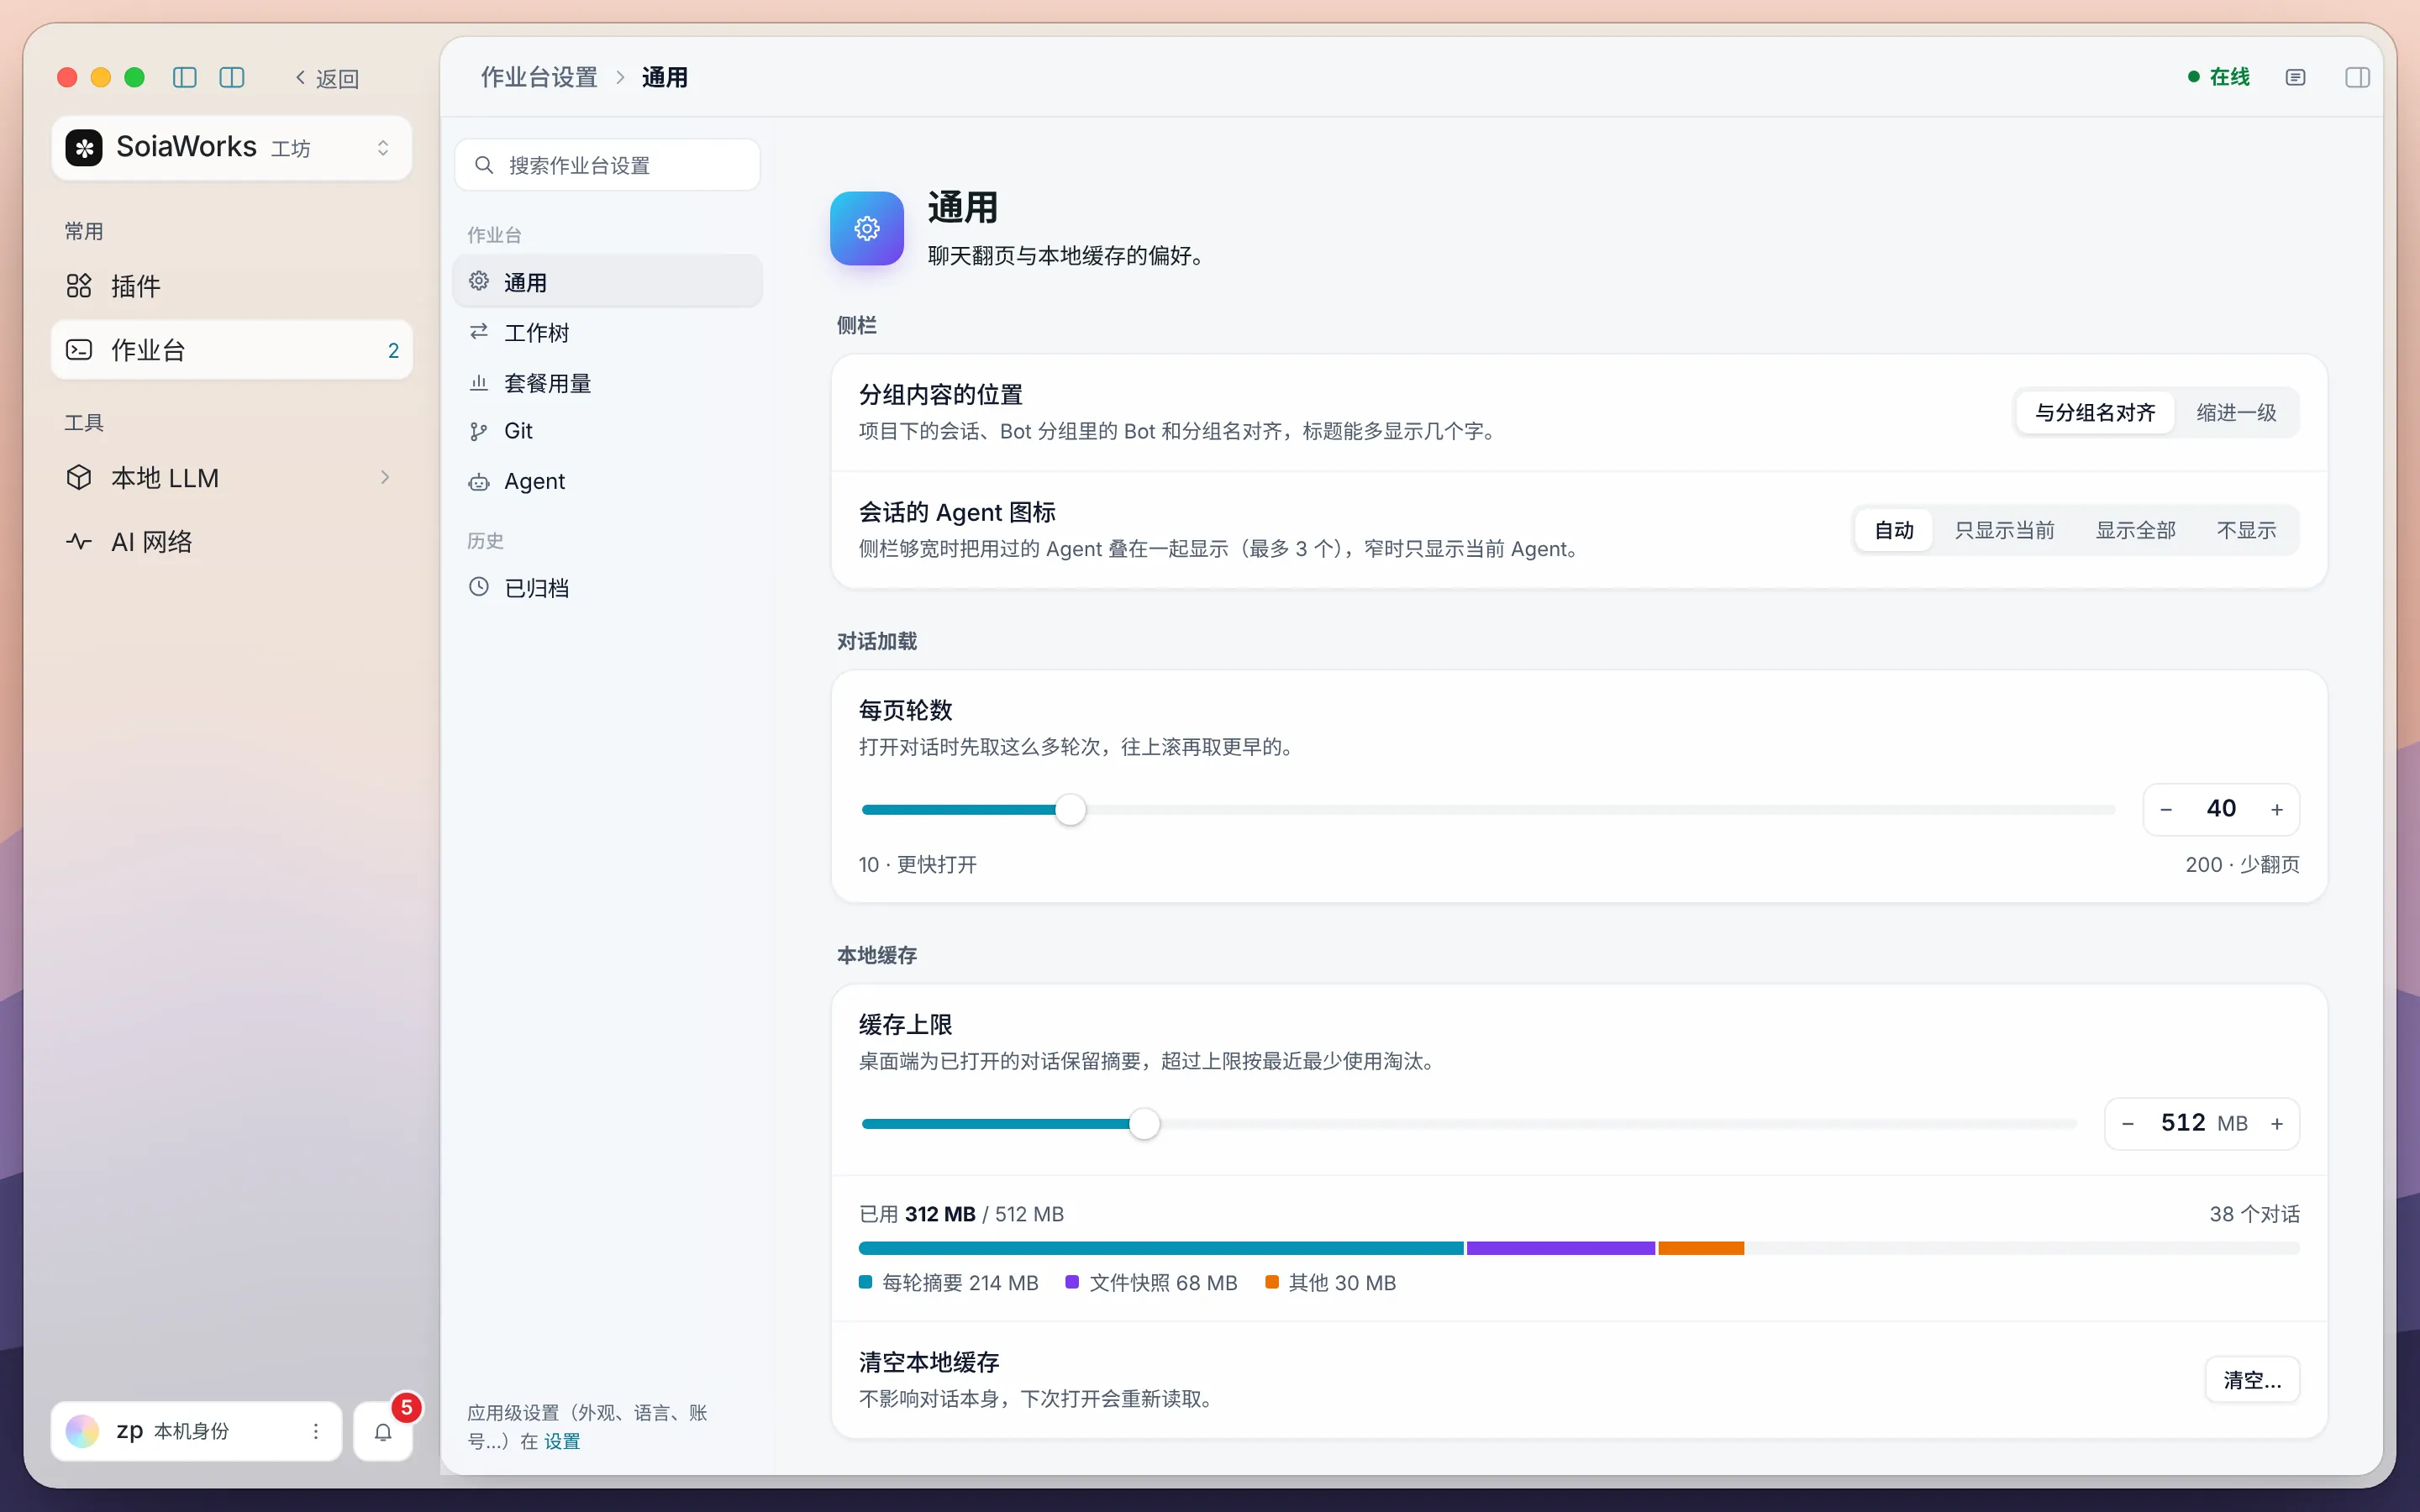 返回
SoiaWorks 工坊
常用
插件
作业台 2
工具
本地 LLM
AI 网络
zp 本机身份
5
作业台设置 > 通用
在线
搜索作业台设置
作业台
通用
工作树
套餐用量
Git
Agent
历史
已归档
应用级设置（外观、语言、账
号...）在 设置
通用
聊天翻页与本地缓存的偏好。
侧栏
分组内容的位置
项目下的会话、Bot 分组里的 Bot 和分组名对齐，标题能多显示几个字。
与分组名对齐 缩进一级
会话的 Agent 图标
侧栏够宽时把用过的 Agent 叠在一起显示（最多 3 个），窄时只显示当前 Agent。
自动 只显示当前 显示全部 不显示
对话加载
每页轮数
打开对话时先取这么多轮次，往上滚再取更早的。
− 40 +
10 · 更快打开 200 · 少翻页
本地缓存
缓存上限
桌面端为已打开的对话保留摘要，超过上限按最近最少使用淘汰。
− 512 MB +
已用 312 MB / 512 MB 38 个对话
每轮摘要 214 MB 文件快照 68 MB 其他 30 MB
清空本地缓存
不影响对话本身，下次打开会重新读取。
清空...